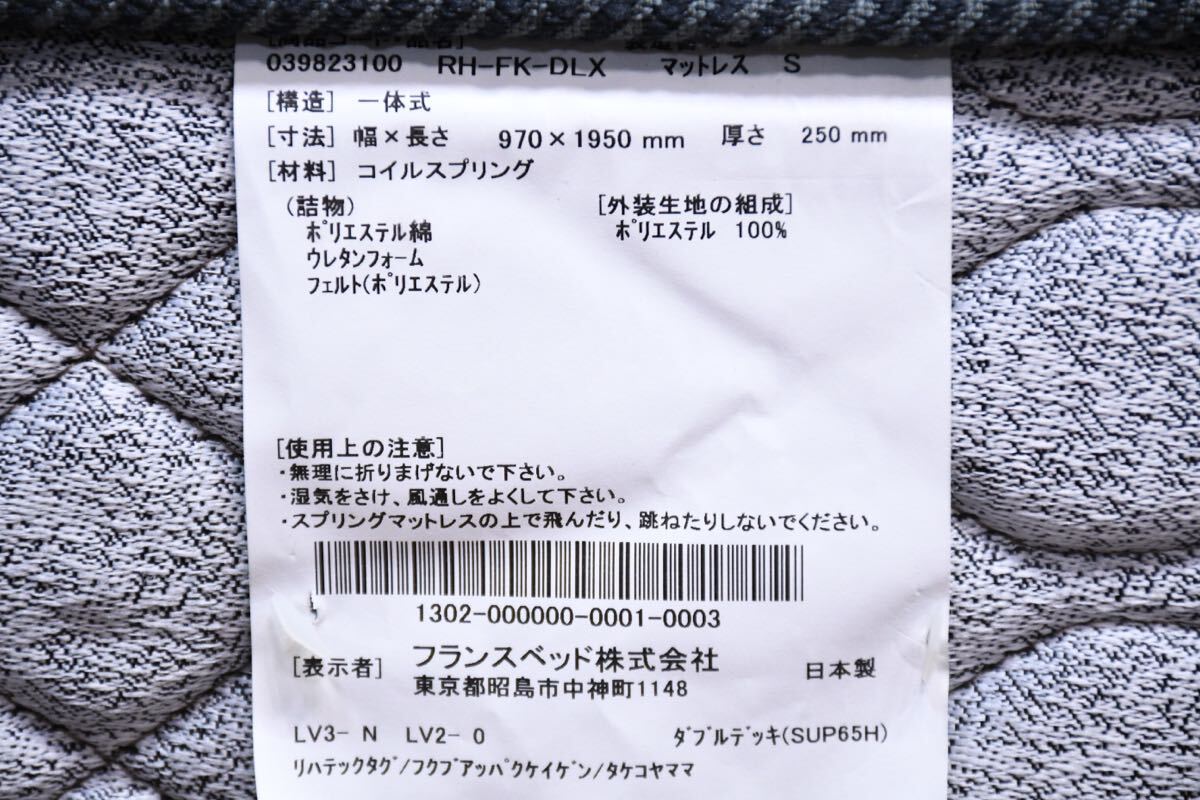 [商品コード・品名]
039823100 RH-FK-DLX マットレス S
[構造] 一体式
[寸法] 幅×長さ 970×1950 mm 厚さ 250 mm
[材料] コイルスプリング
(詰物) [外装生地の組成]
ポリエステル綿 ポリエステル 100%
ウレタンフォーム
フェルト(ポリエステル)
[使用上の注意]
・無理に折りまげないで下さい。
・湿気をさけ、風通しをよくして下さい。
・スプリングマットレスの上で飛んだり、跳ねたりしないでください。
1302-000000-0001-0003
[表示者] フランスベッド株式会社 日本製
東京都昭島市中神町1148
LV3- N LV2- 0 ダブルデッキ(SUP65H)
リハテックタグ/フクブアッパクケイゲン/タケコヤママ